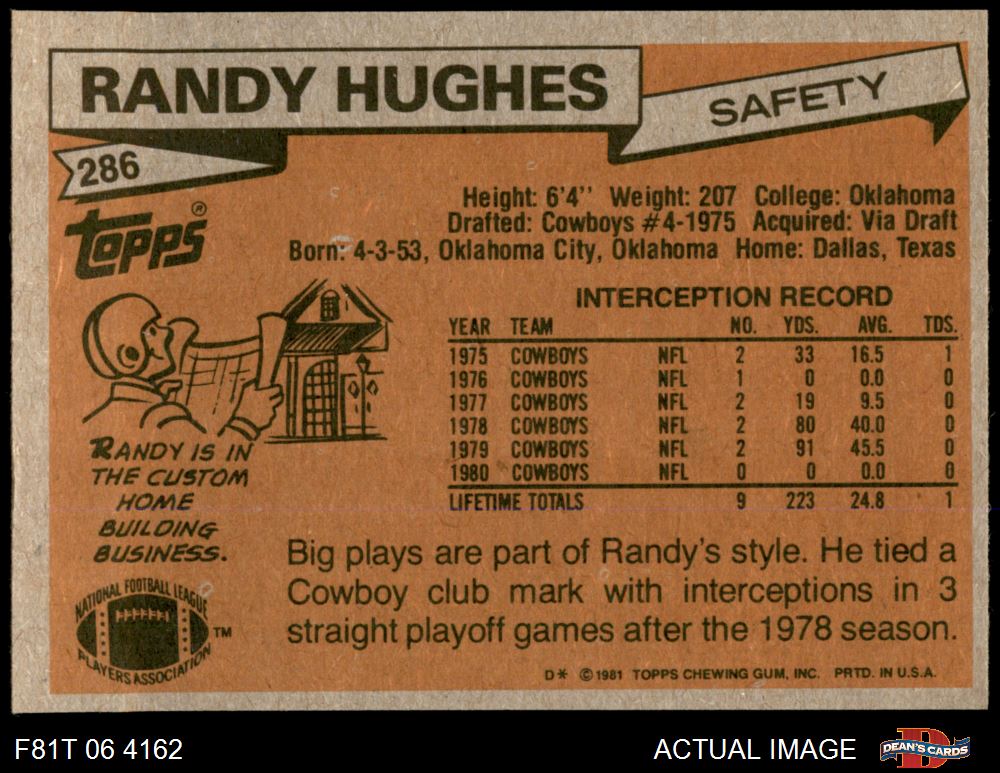 RANDY HUGHES
SAFETY
286
TOPPS®
Height: 6'4'' Weight: 207 College: Oklahoma
Drafted: Cowboys #4-1975 Acquired: Via Draft
Born: 4-3-53, Oklahoma City, Oklahoma Home: Dallas, Texas
INTERCEPTION RECORD
YEAR TEAM NO. YDS. AVG. TDS.
1975 COWBOYS NFL 2 33 16.5 1
1976 COWBOYS NFL 1 0 0.0 0
1977 COWBOYS NFL 2 19 9.5 0
1978 COWBOYS NFL 2 80 40.0 0
1979 COWBOYS NFL 2 91 45.5 0
1980 COWBOYS NFL 0 0 0.0 0
LIFETIME TOTALS 9 223 24.8 1
RANDY IS IN
THE CUSTOM
HOME
BUILDING
BUSINESS.
Big plays are part of Randy's style. He tied a
Cowboy club mark with interceptions in 3
straight playoff games after the 1978 season.
NATIONAL FOOTBALL LEAGUE
PLAYERS ASSOCIATION
TM
D* © 1981 TOPPS CHEWING GUM, INC. PRTD. IN U.S.A.
F81T 06 4162
ACTUAL IMAGE
DEAN'S CARDS